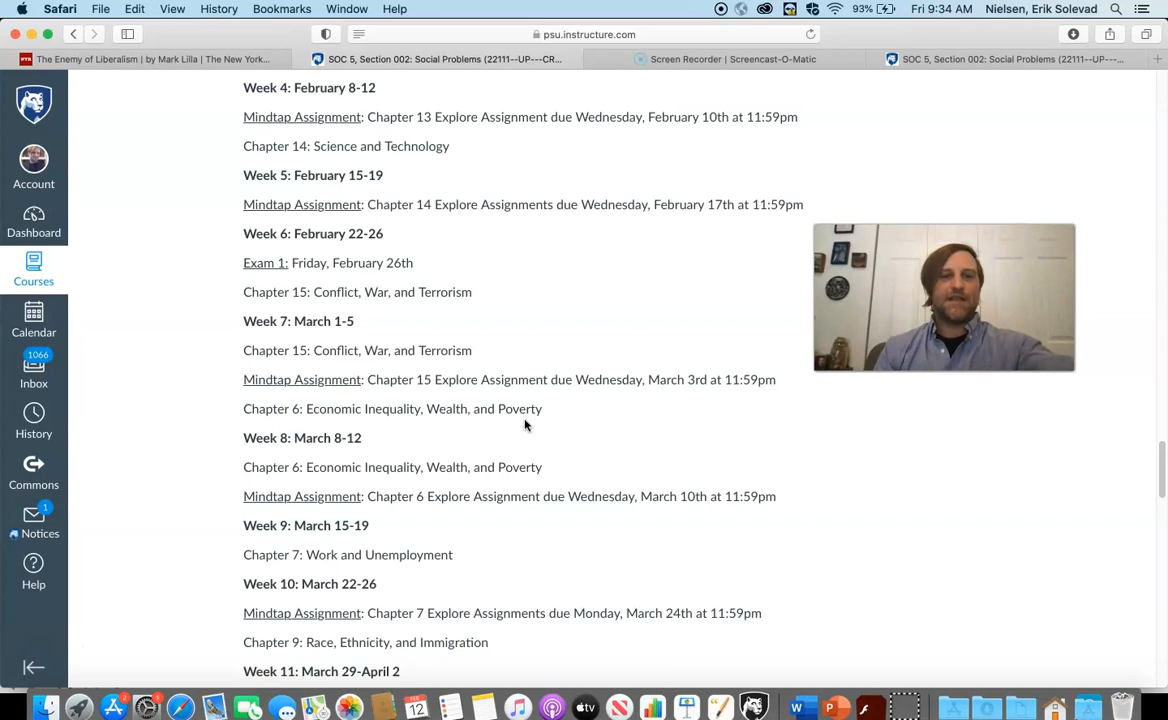 Safari File Edit View History Bookmarks Window Help 93% Fri 9:34 AM Nielsen, Erik Solevad
psu.instructure.com
The Enemy of Liberalism | by Mark Lilla | The New York... SOC 5, Section 002: Social Problems (22111--UP---CR... Screen Recorder | Screencast-O-Matic SOC 5, Section 002: Social Problems (22111--UP---...
Account
Dashboard
Courses
Calendar
1066
Inbox
History
Commons
1
Notices
Help
Week 4: February 8-12
Mindtap Assignment: Chapter 13 Explore Assignment due Wednesday, February 10th at 11:59pm
Chapter 14: Science and Technology
Week 5: February 15-19
Mindtap Assignment: Chapter 14 Explore Assignments due Wednesday, February 17th at 11:59pm
Week 6: February 22-26
Exam 1: Friday, February 26th
Chapter 15: Conflict, War, and Terrorism
Week 7: March 1-5
Chapter 15: Conflict, War, and Terrorism
Mindtap Assignment: Chapter 15 Explore Assignment due Wednesday, March 3rd at 11:59pm
Chapter 6: Economic Inequality, Wealth, and Poverty
Week 8: March 8-12
Chapter 6: Economic Inequality, Wealth, and Poverty
Mindtap Assignment: Chapter 6 Explore Assignment due Wednesday, March 10th at 11:59pm
Week 9: March 15-19
Chapter 7: Work and Unemployment
Week 10: March 22-26
Mindtap Assignment: Chapter 7 Explore Assignments due Monday, March 24th at 11:59pm
Chapter 9: Race, Ethnicity, and Immigration
Week 11: March 29-April 2
FEB
12
tv